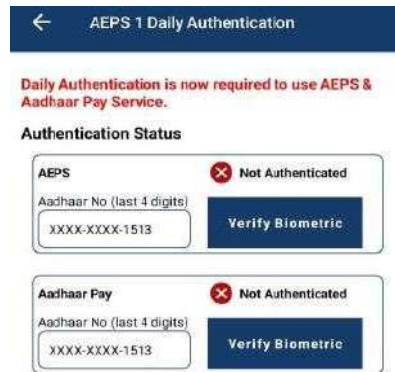 AEPS 1 Daily Authentication
Daily Authentication is now required to use AEPS &
Aadhaar Pay Service.
Authentication Status
AEPS
Not Authenticated
Aadhaar No (last 4 digits)
XXXX-XXXX-1513
Verify Biometric
Aadhaar Pay
Not Authenticated
Aadhaar No (last 4 digits)
XXXX-XXXX-1513
Verify Biometric